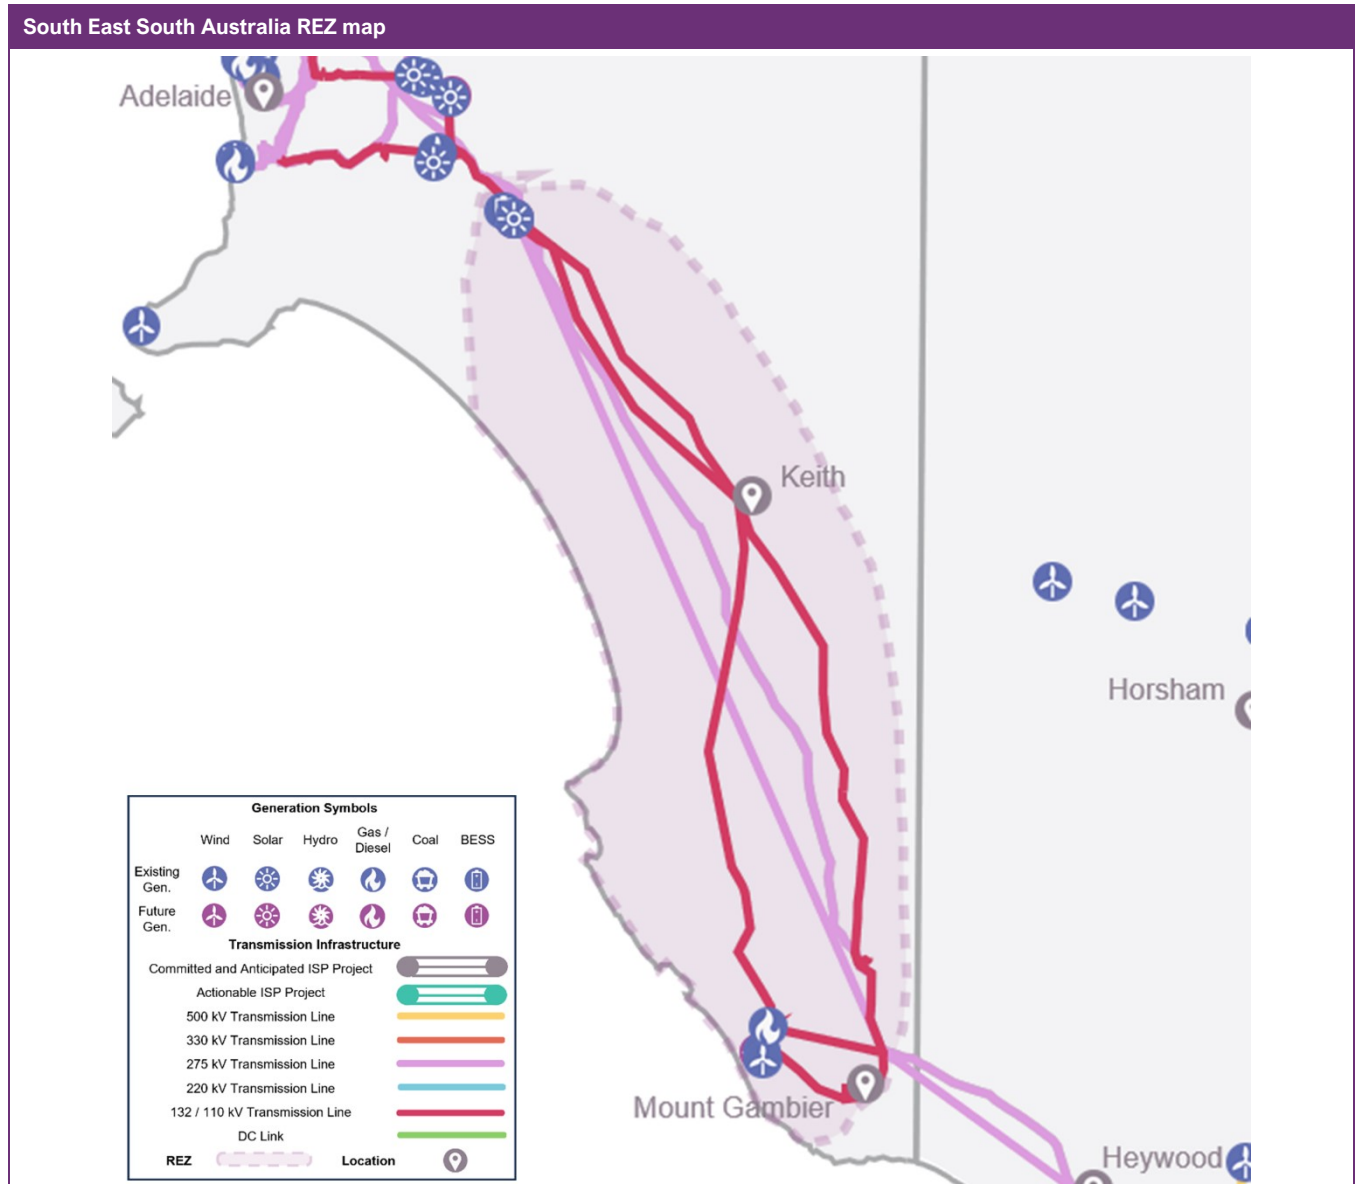 South East South Australia REZ map
Adelaide
Keith
Horsham
Mount Gambier
Heywood
Generation Symbols
Wind Solar Hydro Gas / Diesel Coal BESS
Existing Gen.
Future Gen.
Transmission Infrastructure
Committed and Anticipated ISP Project
Actionable ISP Project
500 kV Transmission Line
330 kV Transmission Line
275 kV Transmission Line
220 kV Transmission Line
132 / 110 kV Transmission Line
DC Link
REZ Location